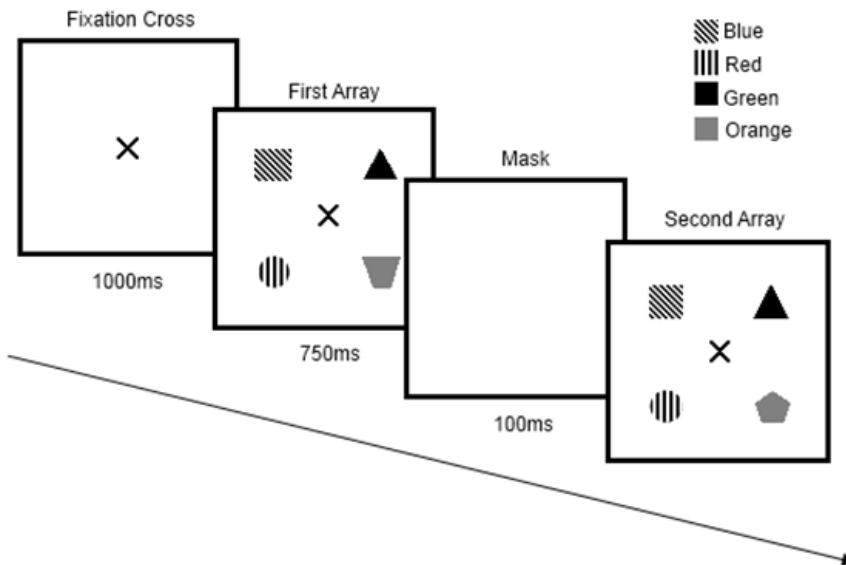 Fixation Cross
First Array
Mask
Second Array
1000ms
750ms
100ms
Blue
Red
Green
Orange